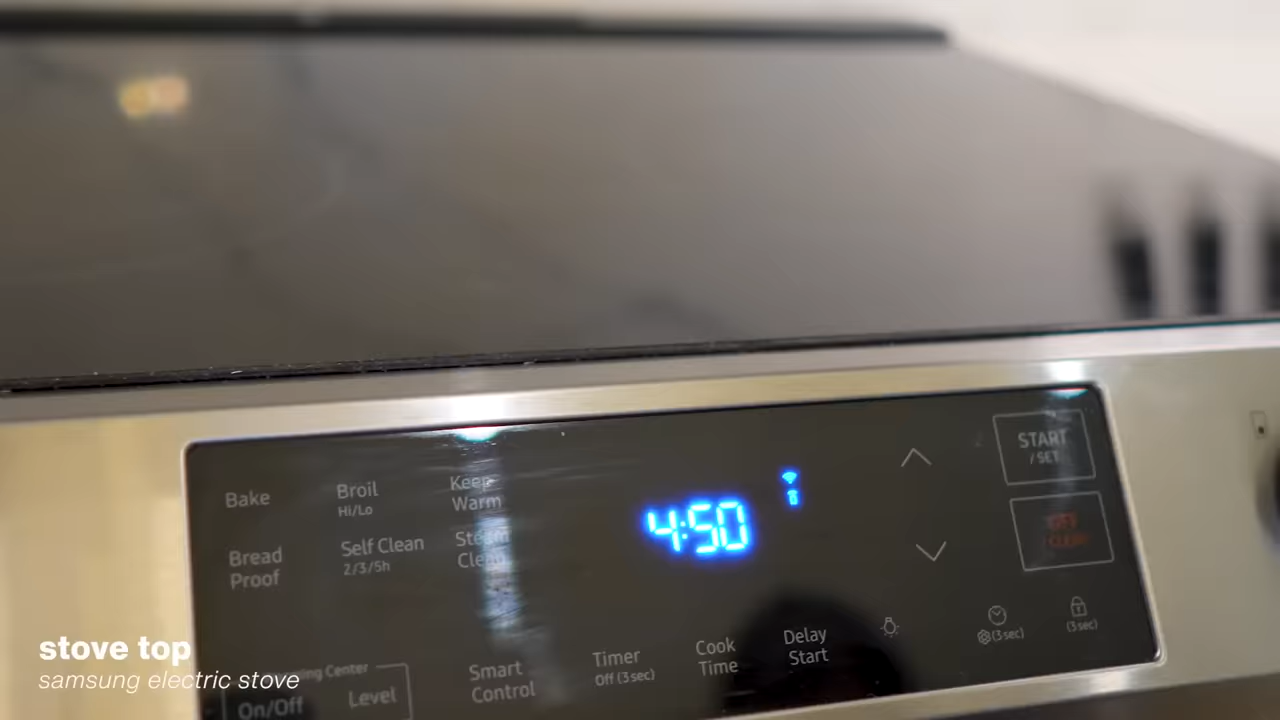 4:50
START
/ SET
Bake
Broil
Hi/Lo
Keep
Warm
OFF
/ CLEAR
Bread
Proof
Self Clean
2/3/5h
Steam
Clean
(3 sec)
(3 sec)
Delay
Start
Cook
Time
Timer
Off (3 sec)
Smart
Control
Center
On/Off
Level
stove top
samsung electric stove